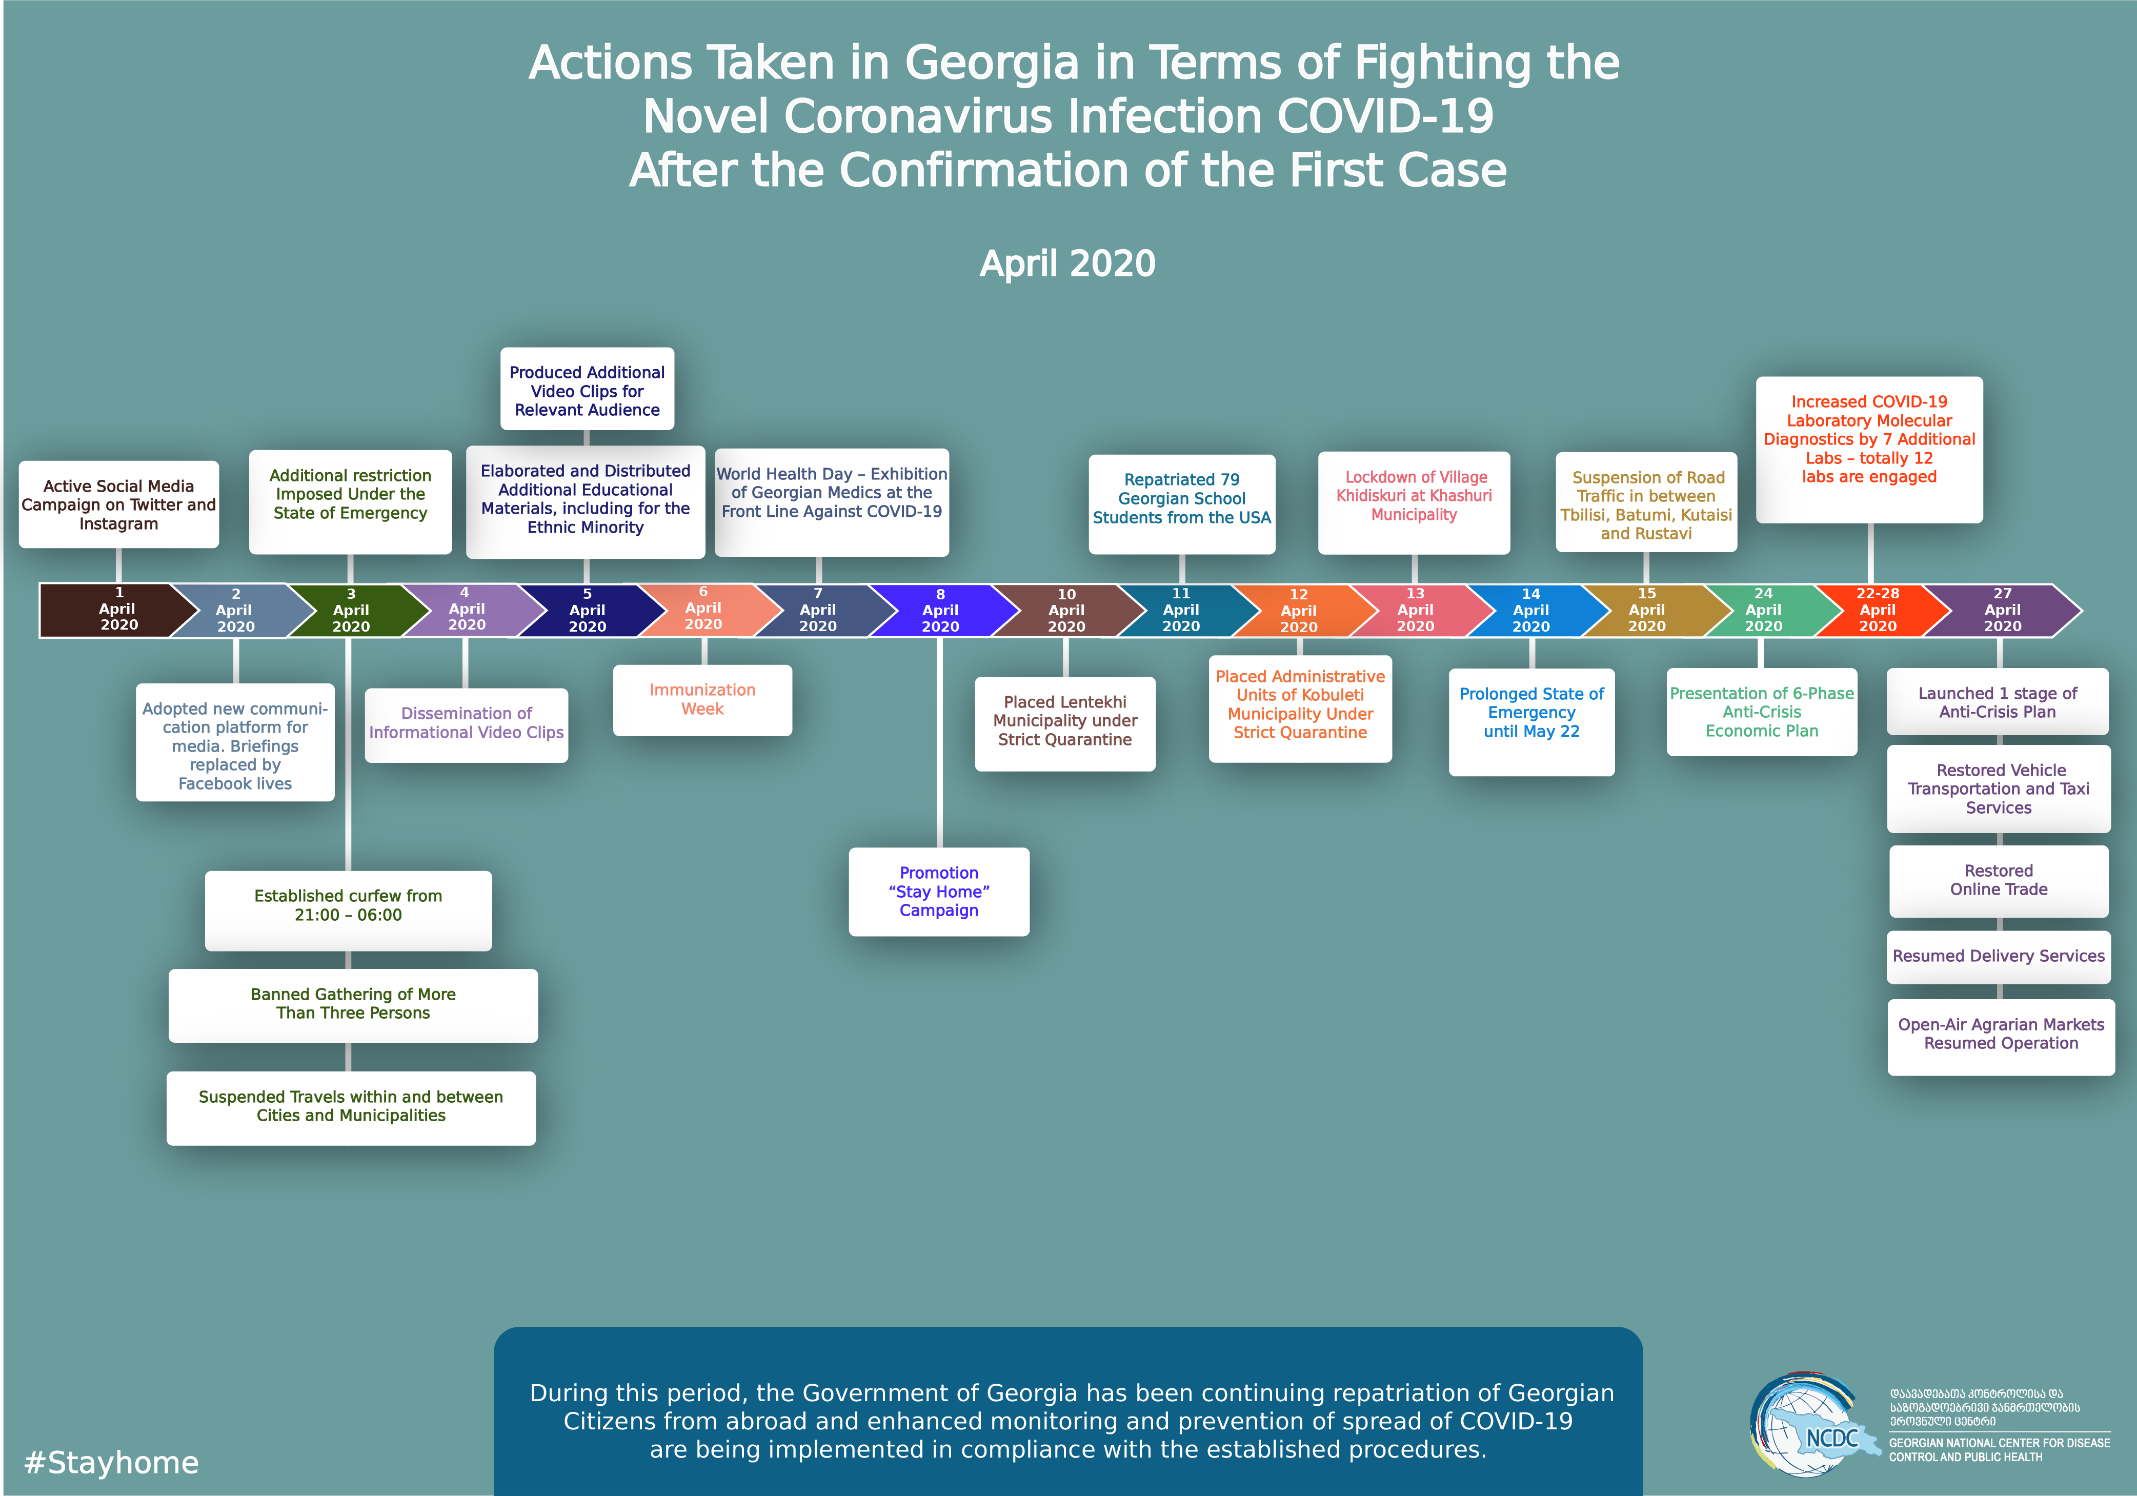 Actions Taken in Georgia in Terms of Fighting the
Novel Coronavirus Infection COVID-19
After the Confirmation of the First Case
April 2020
Produced Additional
Video Clips for
Relevant Audience
Active Social Media
Campaign on Twitter and
Instagram
Additional restriction
Imposed Under the
State of Emergency
Elaborated and Distributed
Additional Educational
Materials, including for the
Ethnic Minority
World Health Day – Exhibition
of Georgian Medics at the
Front Line Against COVID-19
Repatriated 79
Georgian School
Students from the USA
Lockdown of Village
Khidiskuri at Khashuri
Municipality
Suspension of Road
Traffic in between
Tbilisi, Batumi, Kutaisi
and Rustavi
Increased COVID-19
Laboratory Molecular
Diagnostics by 7 Additional
Labs – totally 12
labs are engaged
1
April
2020
2
April
2020
3
April
2020
4
April
2020
5
April
2020
6
April
2020
7
April
2020
8
April
2020
10
April
2020
11
April
2020
12
April
2020
13
April
2020
14
April
2020
15
April
2020
24
April
2020
22-28
April
2020
27
April
2020
Adopted new communi-
cation platform for
media. Briefings
replaced by
Facebook lives
Dissemination of
Informational Video Clips
Immunization
Week
Placed Lentekhi
Municipality under
Strict Quarantine
Placed Administrative
Units of Kobuleti
Municipality Under
Strict Quarantine
Prolonged State of
Emergency
until May 22
Presentation of 6-Phase
Anti-Crisis
Economic Plan
Launched 1 stage of
Anti-Crisis Plan
Restored Vehicle
Transportation and Taxi
Services
Restored
Online Trade
Resumed Delivery Services
Open-Air Agrarian Markets
Resumed Operation
Established curfew from
21:00 – 06:00
Banned Gathering of More
Than Three Persons
Suspended Travels within and between
Cities and Municipalities
Promotion
“Stay Home”
Campaign
During this period, the Government of Georgia has been continuing repatriation of Georgian
Citizens from abroad and enhanced monitoring and prevention of spread of COVID-19
are being implemented in compliance with the established procedures.
#Stayhome
NCDC
დაავადებათა კონტროლისა და
საზოგადოებრივი ჯანმრთელობის
ეროვნული ცენტრი
GEORGIAN NATIONAL CENTER FOR DISEASE
CONTROL AND PUBLIC HEALTH